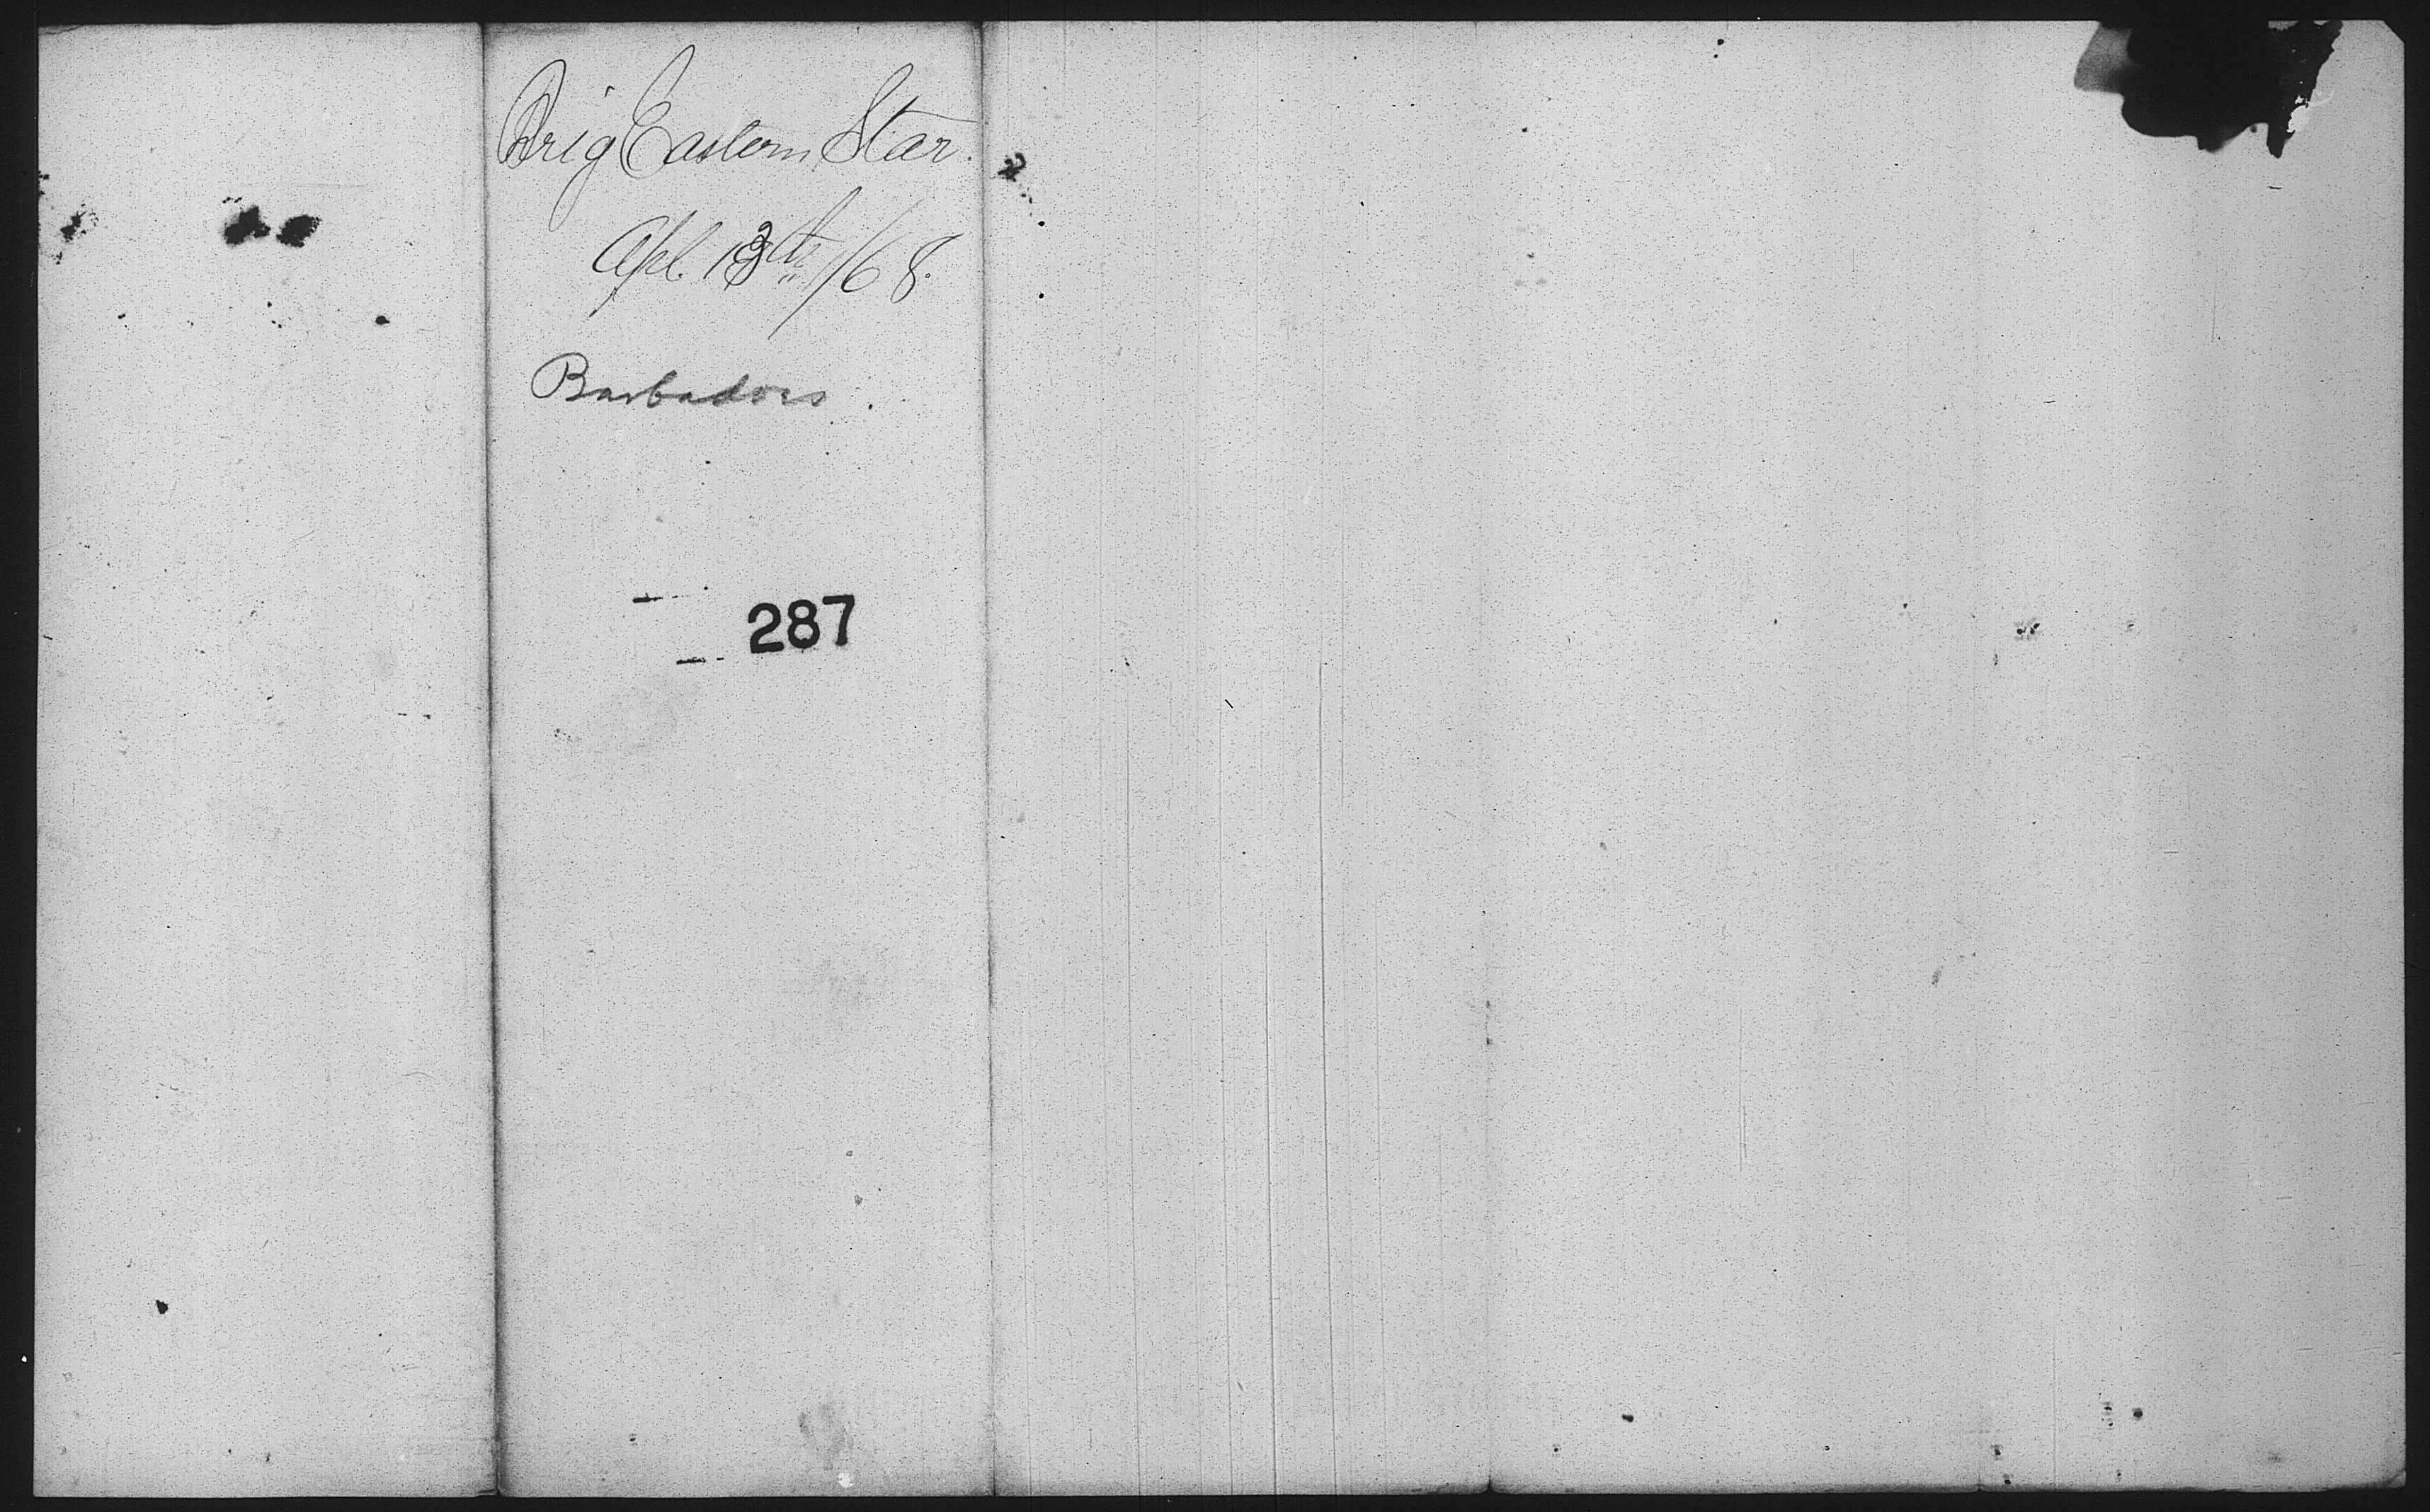 Brig Eastern Star.
Apl. 13th /68.
Barbadoes.
287